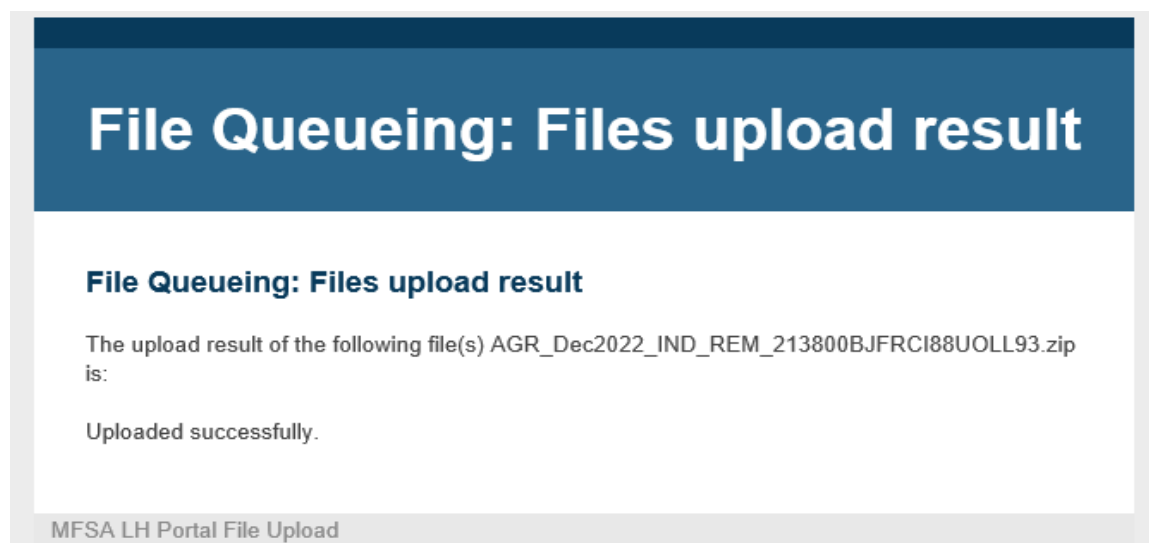 File Queueing: Files upload result
File Queueing: Files upload result
The upload result of the following file(s) AGR_Dec2022_IND_REM_213800BJFRCI88UOLL93.zip
is:
Uploaded successfully.
MFSA LH Portal File Upload